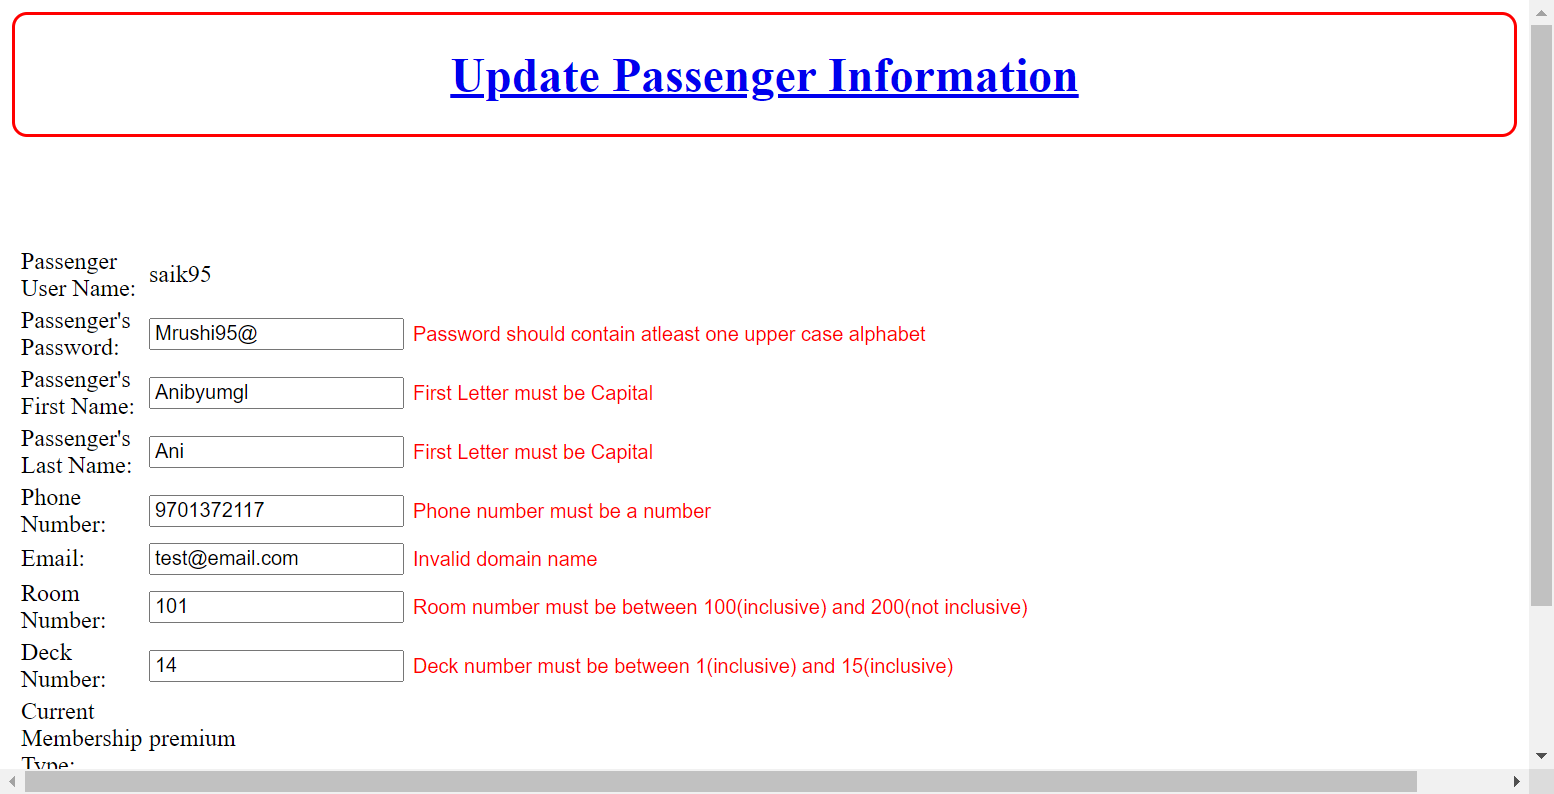 Update Passenger Information
Passenger
User Name:
saik95
Passenger's
Password:
Mrushi95@
Password should contain atleast one upper case alphabet
Passenger's
First Name:
Anibyumgl
First Letter must be Capital
Passenger's
Last Name:
Ani
First Letter must be Capital
Phone
Number:
9701372117
Phone number must be a number
Email:
test@email.com
Invalid domain name
Room
Number:
101
Room number must be between 100(inclusive) and 200(not inclusive)
Deck
Number:
14
Deck number must be between 1(inclusive) and 15(inclusive)
Current
Membership
Type:
premium